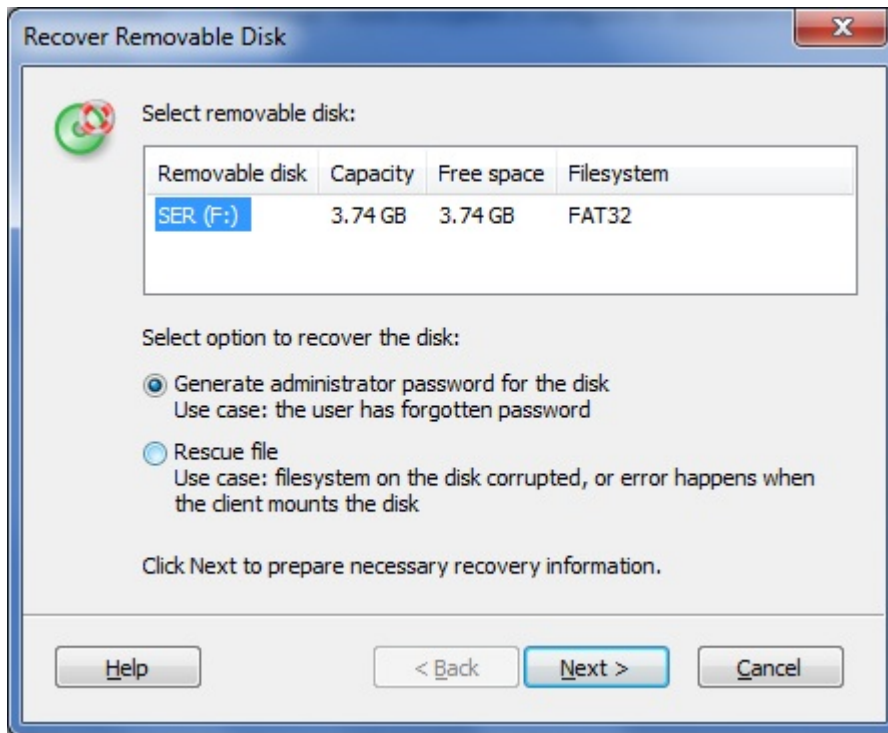 Recover Removable Disk
Select removable disk:
Removable disk Capacity Free space Filesystem
SER (F:) 3.74 GB 3.74 GB FAT32
Select option to recover the disk:
Generate administrator password for the disk
Use case: the user has forgotten password
Rescue file
Use case: filesystem on the disk corrupted, or error happens when
the client mounts the disk
Click Next to prepare necessary recovery information.
Help < Back Next > Cancel